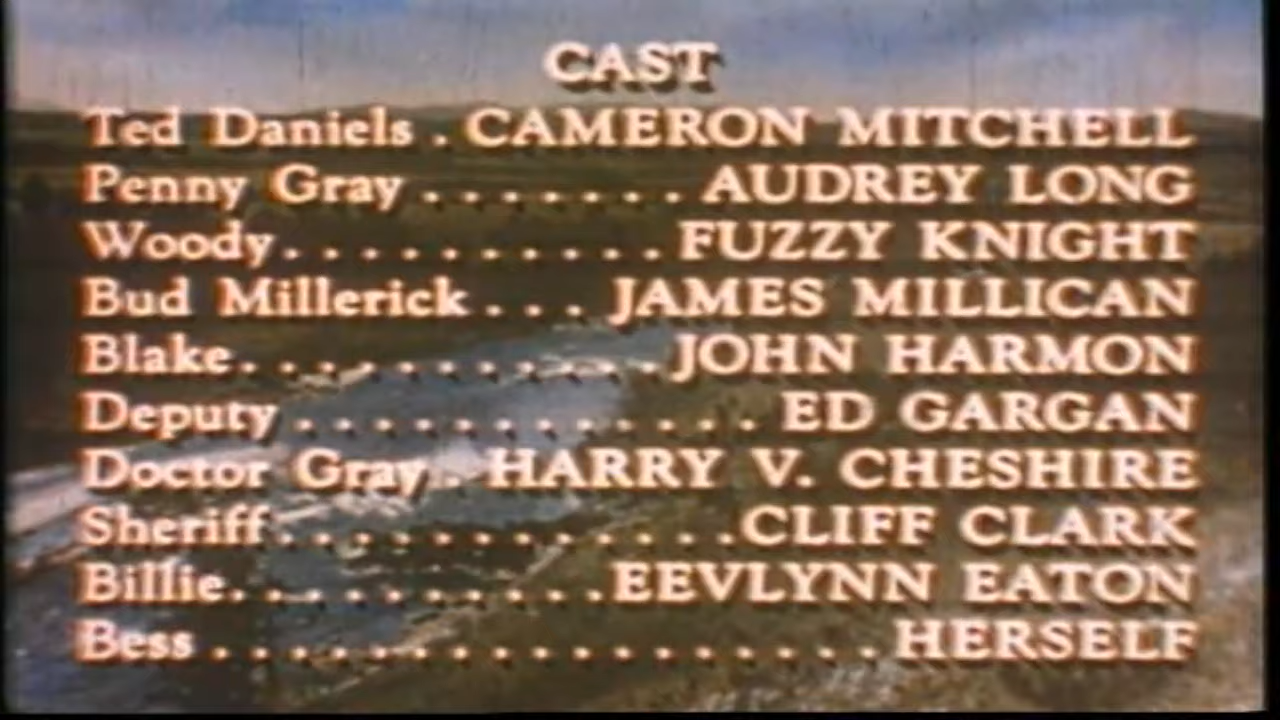 CAST
Ted Daniels . CAMERON MITCHELL
Penny Gray . . . . . . . AUDREY LONG
Woody . . . . . . . . . . FUZZY KNIGHT
Bud Millerick . . . JAMES MILLICAN
Blake . . . . . . . . . . . JOHN HARMON
Deputy . . . . . . . . . . . . . ED GARGAN
Doctor Gray . HARRY V. CHESHIRE
Sheriff . . . . . . . . . . . . . CLIFF CLARK
Billie . . . . . . . . . . . EEVLYNN EATON
Bess . . . . . . . . . . . . . . . . . . HERSELF